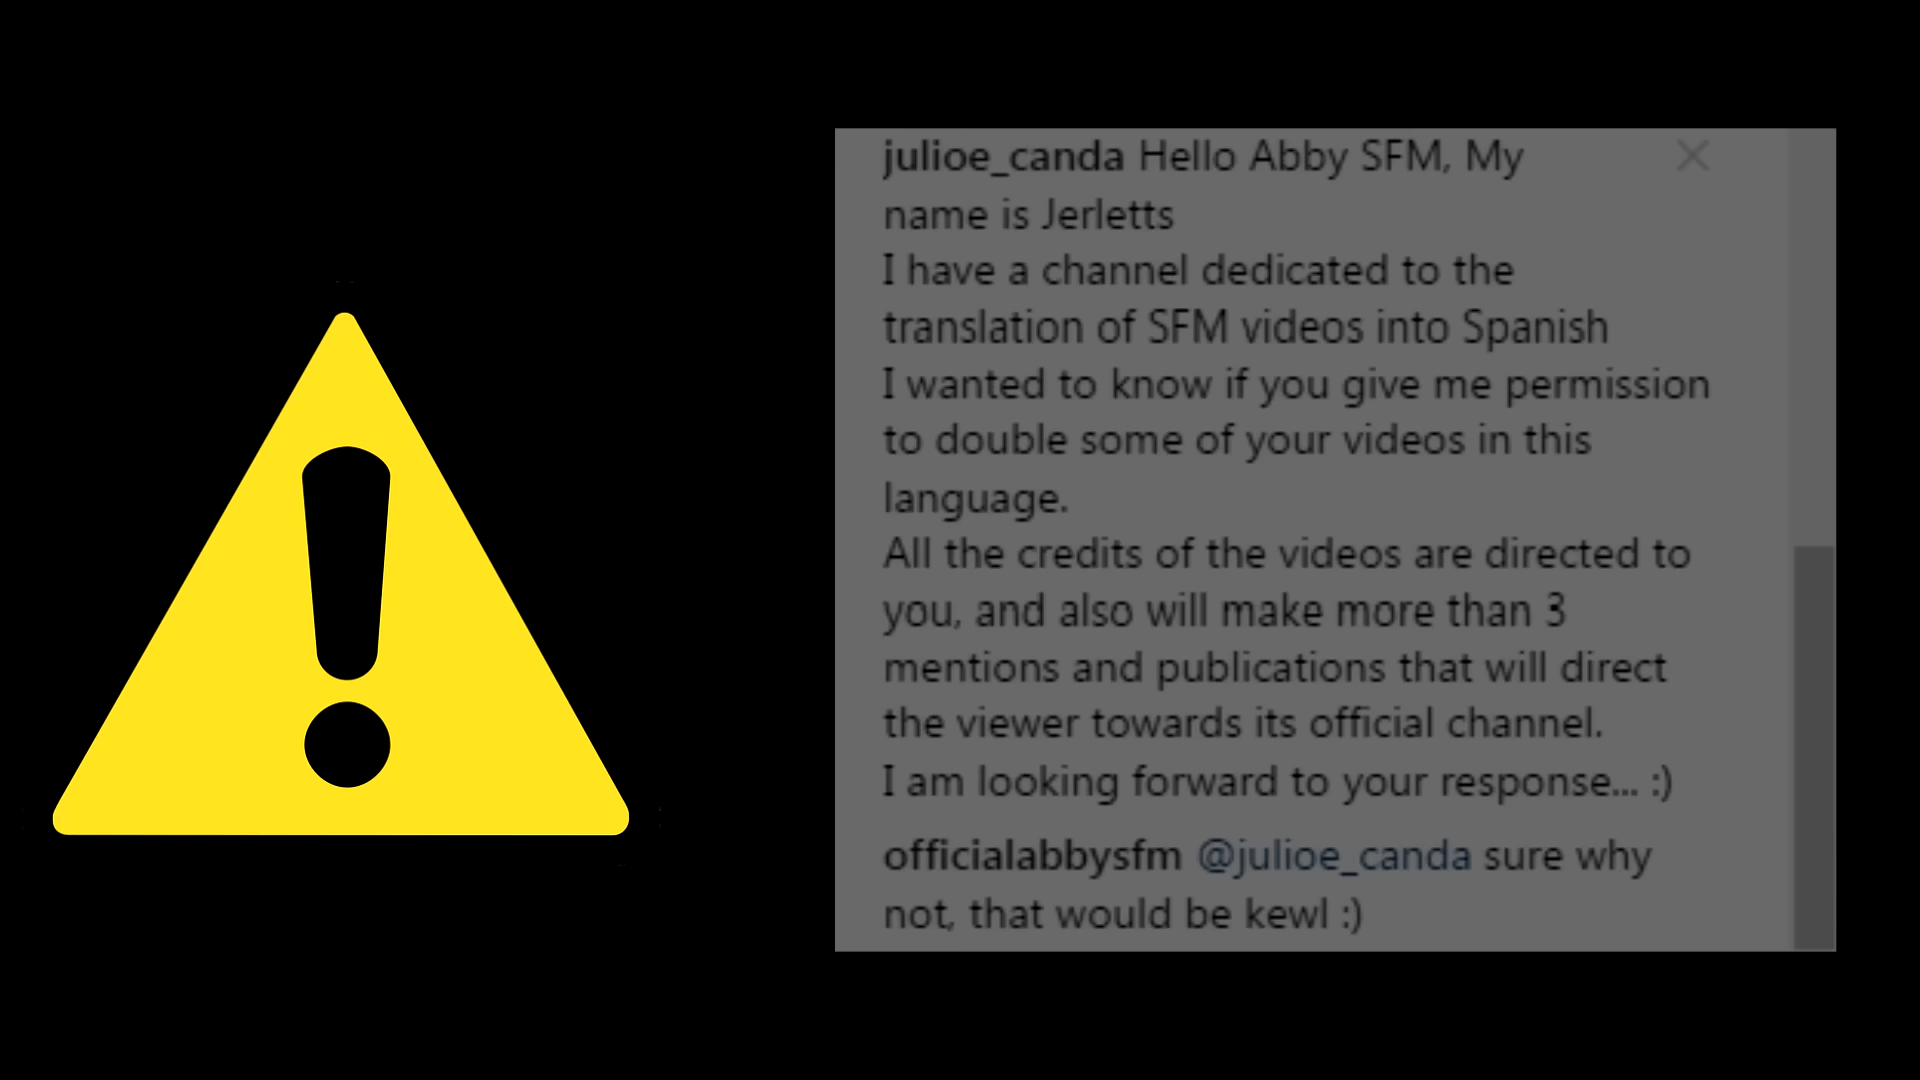 julioe_canda Hello Abby SFM, My
name is Jerletts
I have a channel dedicated to the
translation of SFM videos into Spanish
I wanted to know if you give me permission
to double some of your videos in this
language.
All the credits of the videos are directed to
you, and also will make more than 3
mentions and publications that will direct
the viewer towards its official channel.
I am looking forward to your response... :)
officialabbysfm @julioe_canda sure why
not, that would be kewl :)